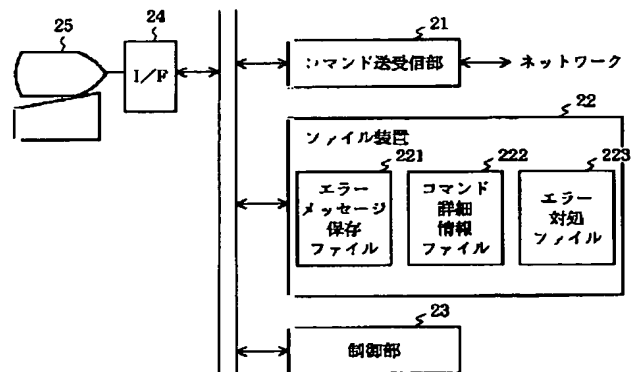 25
24
I/F
21
コマンド送受信部
ネットワーク
22
ファイル装置
221
222
223
エラー
メッセージ
保存
ファイル
コマンド
詳細
情報
ファイル
エラー
対処
ファイル
23
制御部